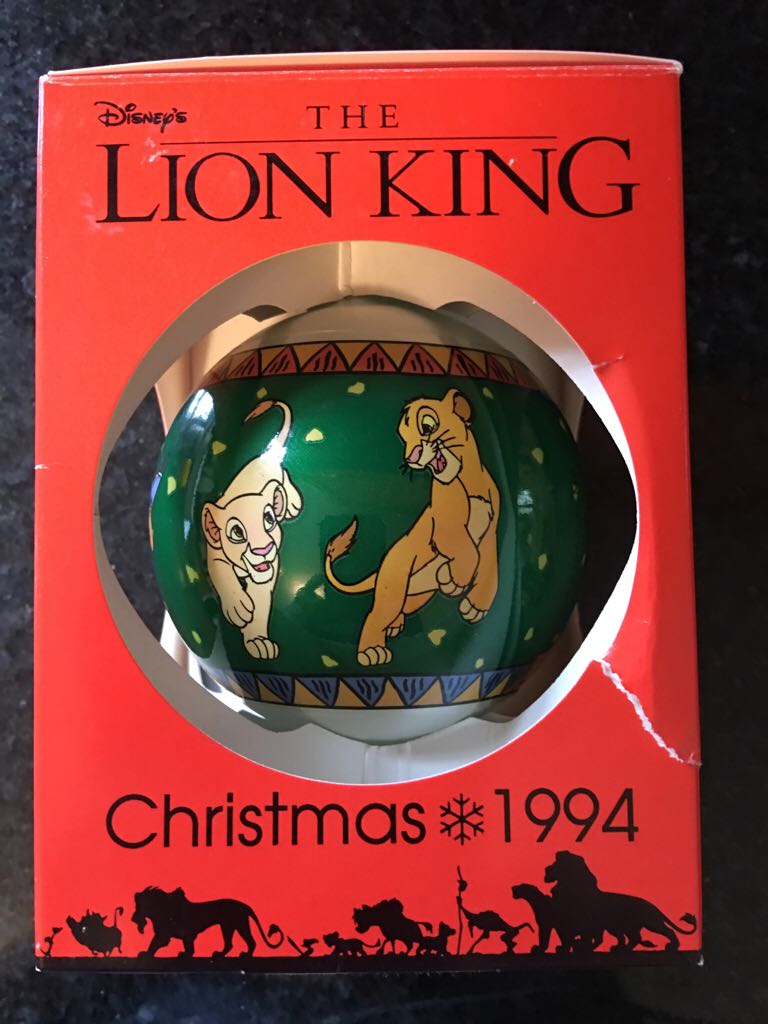 Disney's
THE
LION KING
Christmas 1994